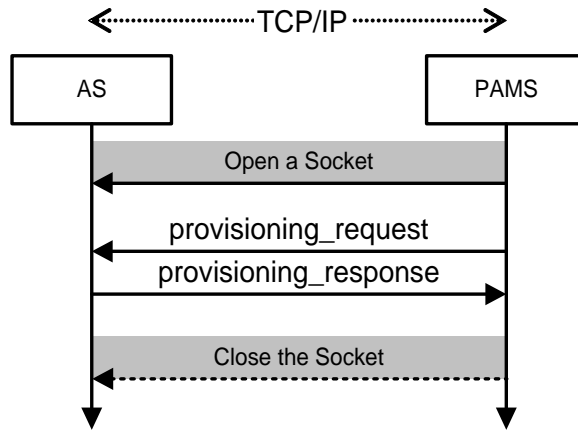 TCP/IP
AS
PAMS
Open a Socket
provisioning_request
provisioning_response
Close the Socket